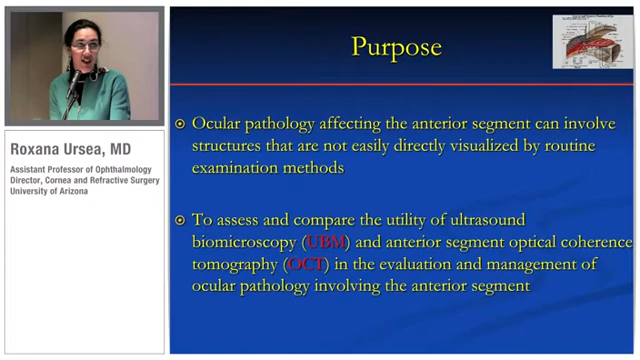 Purpose
Roxana Ursea, MD
Assistant Professor of Ophthalmology
Director, Cornea and Refractive Surgery
University of Arizona
Ocular pathology affecting the anterior segment can involve
structures that are not easily directly visualized by routine
examination methods
To assess and compare the utility of ultrasound
biomicroscopy (UBM) and anterior segment optical coherence
tomography (OCT) in the evaluation and management of
ocular pathology involving the anterior segment